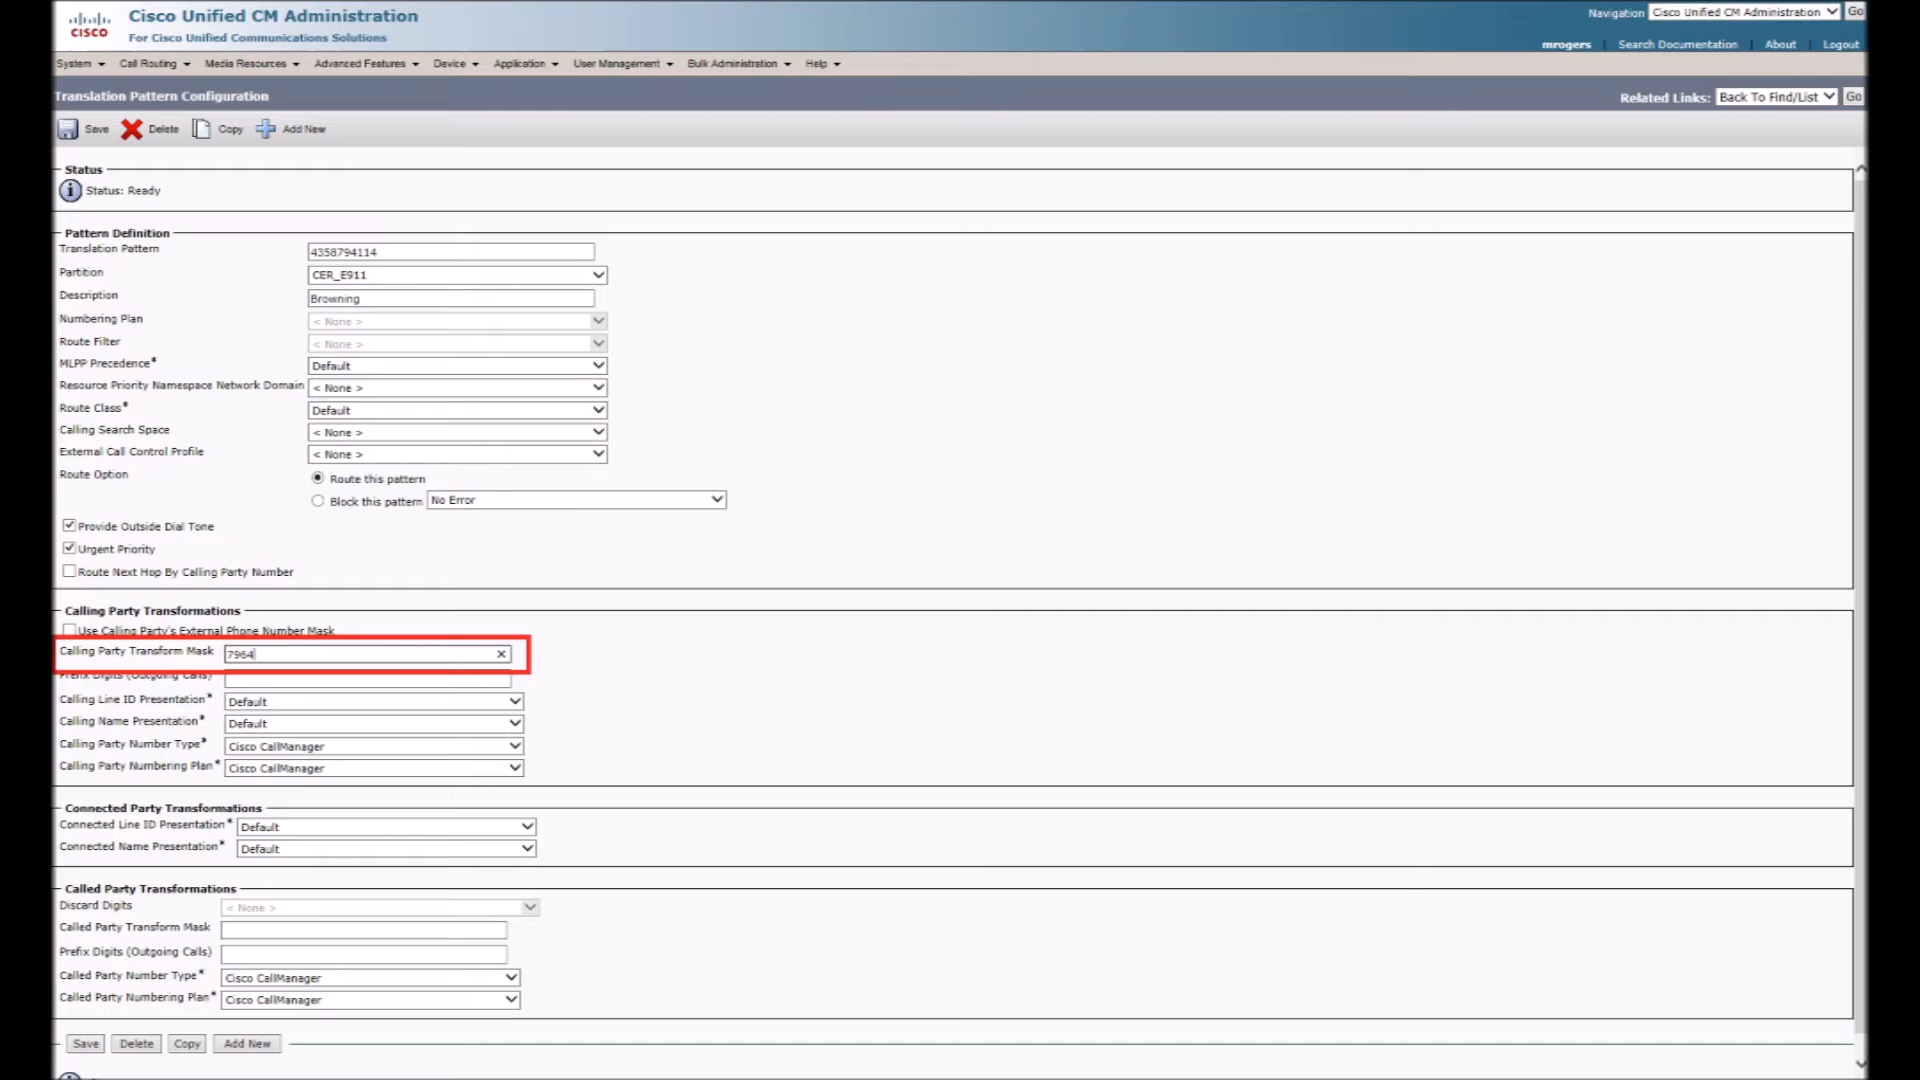 Cisco Unified CM Administration
Navigation Cisco Unified CM Administration Go
CISCO For Cisco Unified Communications Solutions
mrogers Search Documentation About Logout
System Call Routing Media Resources Advanced Features Device Application User Management Bulk Administration Help
Translation Pattern Configuration
Related Links: Back To Find/List Go
Save Delete Copy Add New
Status
Status: Ready
Pattern Definition
Translation Pattern 4358794114
Partition CER_E911
Description Browning
Numbering Plan < None >
Route Filter < None >
MLPP Precedence* Default
Resource Priority Namespace Network Domain < None >
Route Class* Default
Calling Search Space < None >
External Call Control Profile < None >
Route Option Route this pattern
Block this pattern No Error
Provide Outside Dial Tone
Urgent Priority
Route Next Hop By Calling Party Number
Calling Party Transformations
Use Calling Party's External Phone Number Mask
Calling Party Transform Mask 7964
Prefix Digits (Outgoing Calls)
Calling Line ID Presentation* Default
Calling Name Presentation* Default
Calling Party Number Type* Cisco CallManager
Calling Party Numbering Plan* Cisco CallManager
Connected Party Transformations
Connected Line ID Presentation* Default
Connected Name Presentation* Default
Called Party Transformations
Discard Digits < None >
Called Party Transform Mask
Prefix Digits (Outgoing Calls)
Called Party Number Type* Cisco CallManager
Called Party Numbering Plan* Cisco CallManager
Save Delete Copy Add New